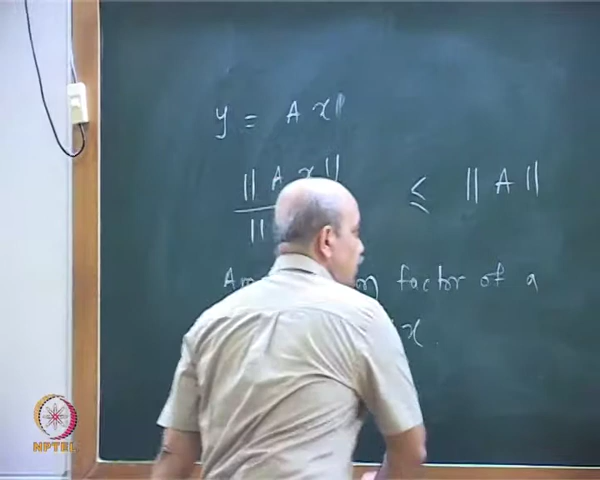 y = A x
|| A x ||
||
≤ || A ||
factor of a
x.
NPTEL